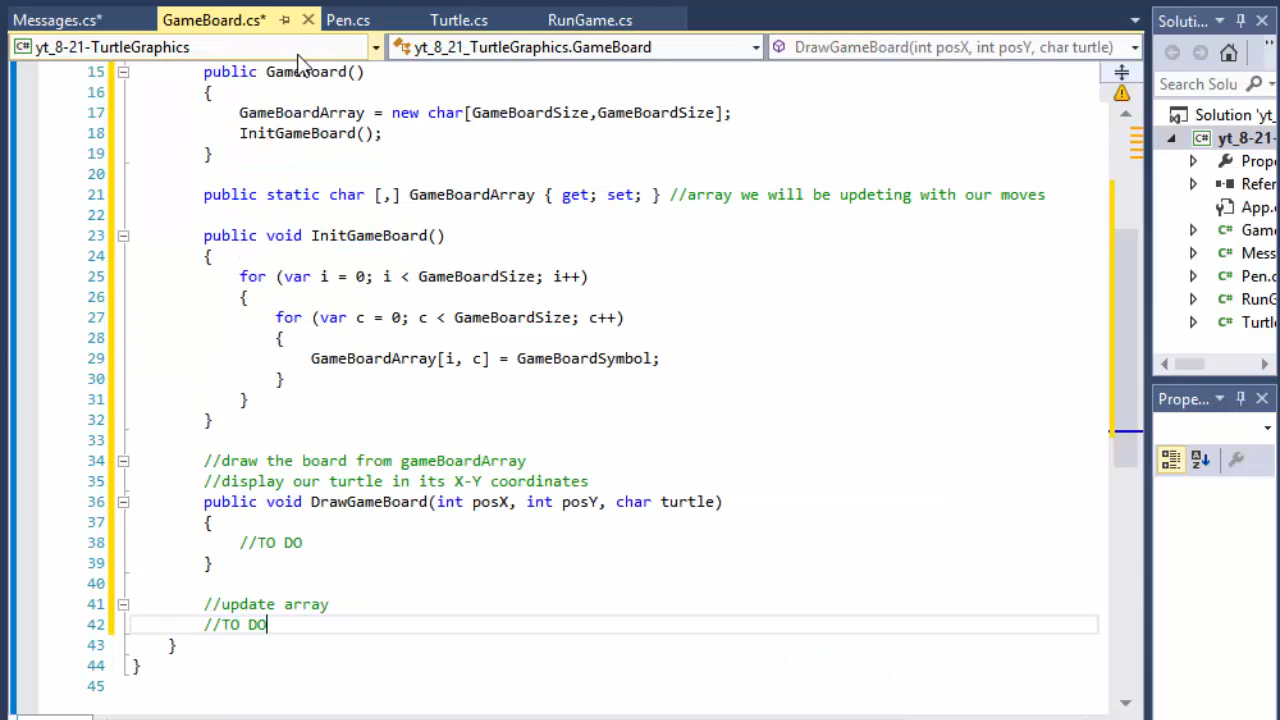 Messages.cs* GameBoard.cs* Pen.cs Turtle.cs RunGame.cs
Soluti...
yt_8-21-TurtleGraphics yt_8_21_TurtleGraphics.GameBoard DrawGameBoard(int posX, int posY, char turtle)
Search Solu
15 public GameBoard()
16 {
17 GameBoardArray = new char[GameBoardSize,GameBoardSize];
18 InitGameBoard();
19 }
20
21 public static char [,] GameBoardArray { get; set; } //array we will be updeting with our moves
22
23 public void InitGameBoard()
24 {
25 for (var i = 0; i < GameBoardSize; i++)
26 {
27 for (var c = 0; c < GameBoardSize; c++)
28 {
29 GameBoardArray[i, c] = GameBoardSymbol;
30 }
31 }
32 }
33
34 //draw the board from gameBoardArray
35 //display our turtle in its X-Y coordinates
36 public void DrawGameBoard(int posX, int posY, char turtle)
37 {
38 //TO DO
39 }
40
41 //update array
42 //TO DO
43 }
44 }
45
Solution 'yt_
C# yt_8-21-
Prope
Refer
App.c
C# Game
C# Mess
C# Pen.c
C# RunG
C# Turtl
Prope...